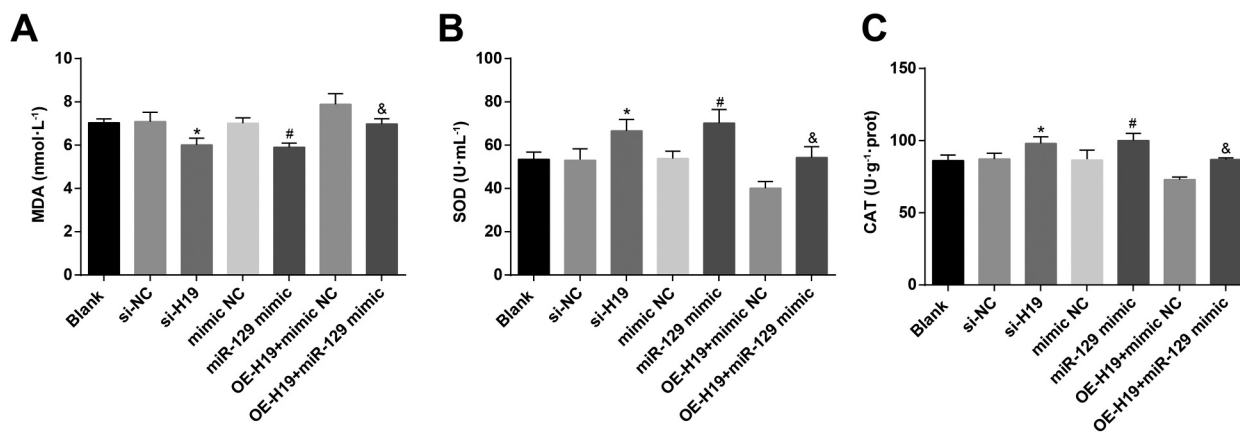 A
MDA (nmol·L⁻¹)
10
8
6
4
2
0
*
#
&
Blank
si-NC
si-H19
mimic NC
miR-129 mimic
OE-H19+mimic NC
OE-H19+miR-129 mimic
B
SOD (U·mL⁻¹)
100
80
60
40
20
0
*
#
&
Blank
si-NC
si-H19
mimic NC
miR-129 mimic
OE-H19+mimic NC
OE-H19+miR-129 mimic
C
CAT (U·g⁻¹·prot)
150
100
50
0
*
#
&
Blank
si-NC
si-H19
mimic NC
miR-129 mimic
OE-H19+mimic NC
OE-H19+miR-129 mimic